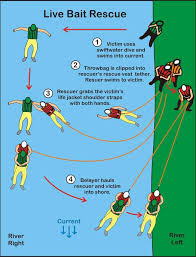 Live Bait Rescue
1 Victim uses
swiftwater dive and
swims into current.
2 Throwbag is clipped into
rescuer's rescue vest tether.
Rescuer swims to victim.
3 Rescuer grabs the victim's
life jacket shoulder straps
with both hands.
4 Belayer hauls
rescuer and victim
into shore.
Current
River
Right
River
Left